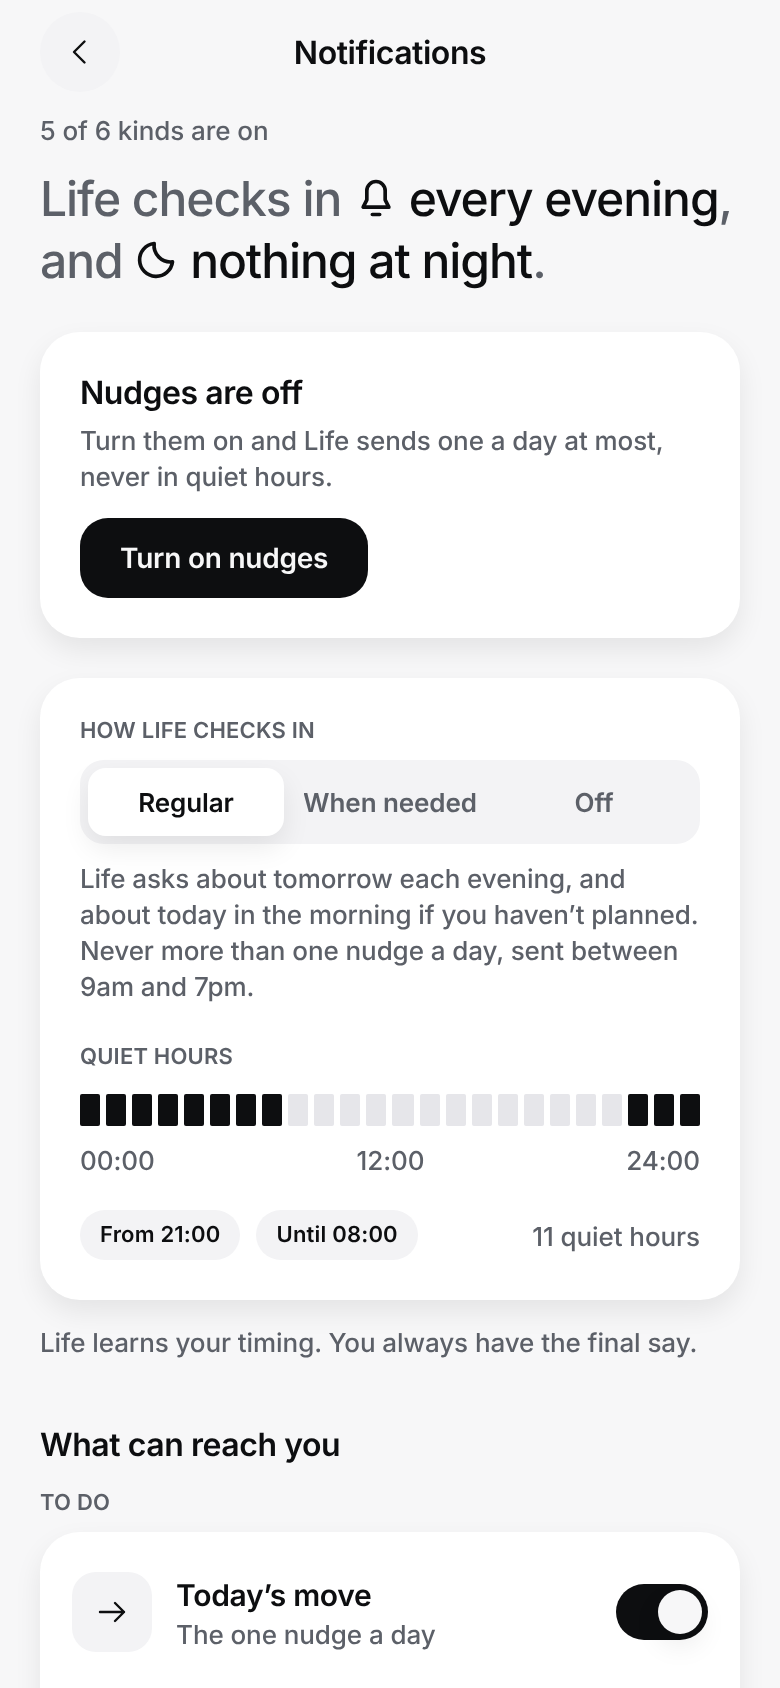 Notifications
5 of 6 kinds are on
Life checks in every evening,
and nothing at night.
Nudges are off
Turn them on and Life sends one a day at most,
never in quiet hours.
Turn on nudges
HOW LIFE CHECKS IN
Regular When needed Off
Life asks about tomorrow each evening, and
about today in the morning if you haven’t planned.
Never more than one nudge a day, sent between
9am and 7pm.
QUIET HOURS
00:00 12:00 24:00
From 21:00 Until 08:00 11 quiet hours
Life learns your timing. You always have the final say.
What can reach you
TO DO
Today’s move
The one nudge a day